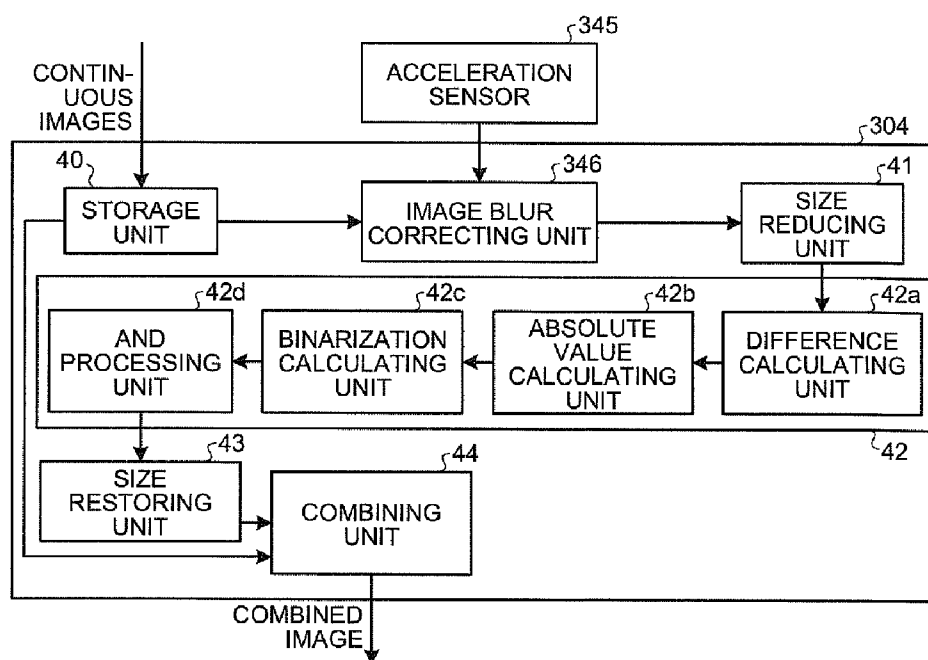 345
ACCELERATION
SENSOR
CONTIN-
UOUS
IMAGES
304
40
STORAGE
UNIT
346
IMAGE BLUR
CORRECTING UNIT
41
SIZE
REDUCING
UNIT
42d
AND
PROCESSING
UNIT
42c
BINARIZATION
CALCULATING
UNIT
42b
ABSOLUTE
VALUE
CALCULATING
UNIT
42a
DIFFERENCE
CALCULATING
UNIT
42
43
SIZE
RESTORING
UNIT
44
COMBINING
UNIT
COMBINED
IMAGE